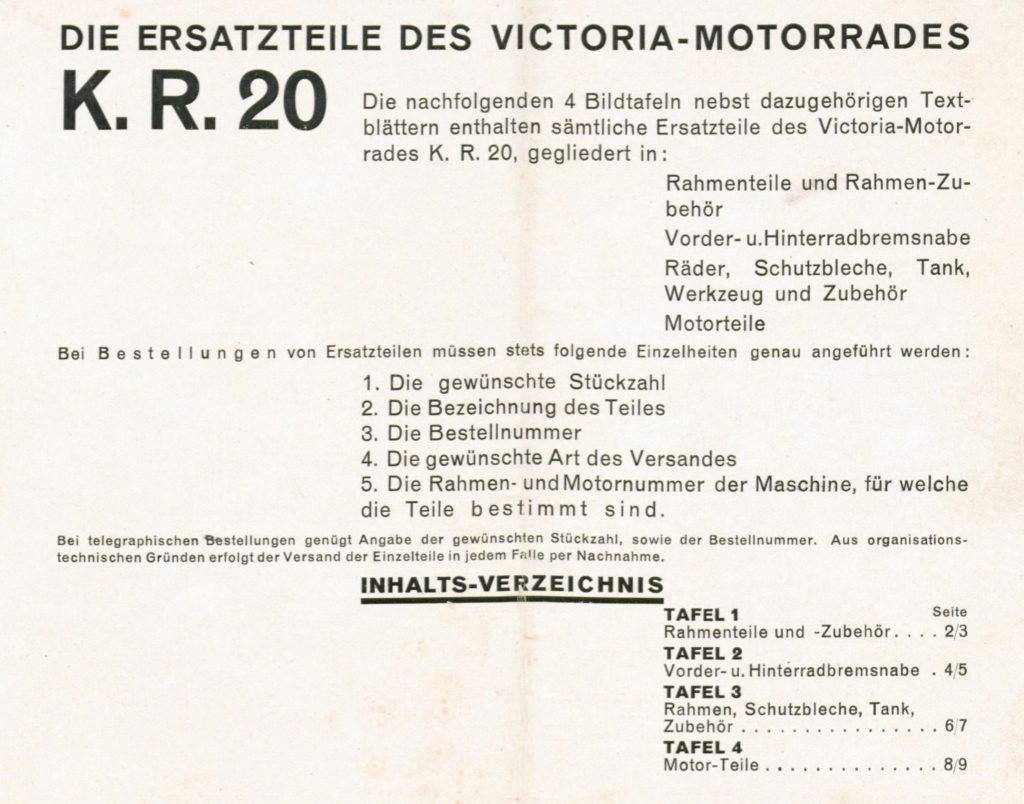 DIE ERSATZTEILE DES VICTORIA-MOTORRADES
K. R. 20
Die nachfolgenden 4 Bildtafeln nebst dazugehörigen Text-
blättern enthalten sämtliche Ersatzteile des Victoria-Motor-
rades K. R. 20, gegliedert in:
Rahmenteile und Rahmen-Zu-
behör
Vorder- u. Hinterradbremsnabe
Räder, Schutzbleche, Tank,
Werkzeug und Zubehör
Motorteile
Bei Bestellungen von Ersatzteilen müssen stets folgende Einzelheiten genau angeführt werden:
1. Die gewünschte Stückzahl
2. Die Bezeichnung des Teiles
3. Die Bestellnummer
4. Die gewünschte Art des Versandes
5. Die Rahmen- und Motornummer der Maschine, für welche
die Teile bestimmt sind.
Bei telegraphischen Bestellungen genügt Angabe der gewünschten Stückzahl, sowie der Bestellnummer. Aus organisations-
technischen Gründen erfolgt der Versand der Einzelteile in jedem Falle per Nachnahme.
INHALTS-VERZEICHNIS
TAFEL 1 Seite
Rahmenteile und -Zubehör. . . . 2/3
TAFEL 2
Vorder- u. Hinterradbremsnabe . 4/5
TAFEL 3
Rahmen, Schutzbleche, Tank,
Zubehör . . . . . . . . . . . . . . . . 6/7
TAFEL 4
Motor-Teile . . . . . . . . . . . . . . 8/9